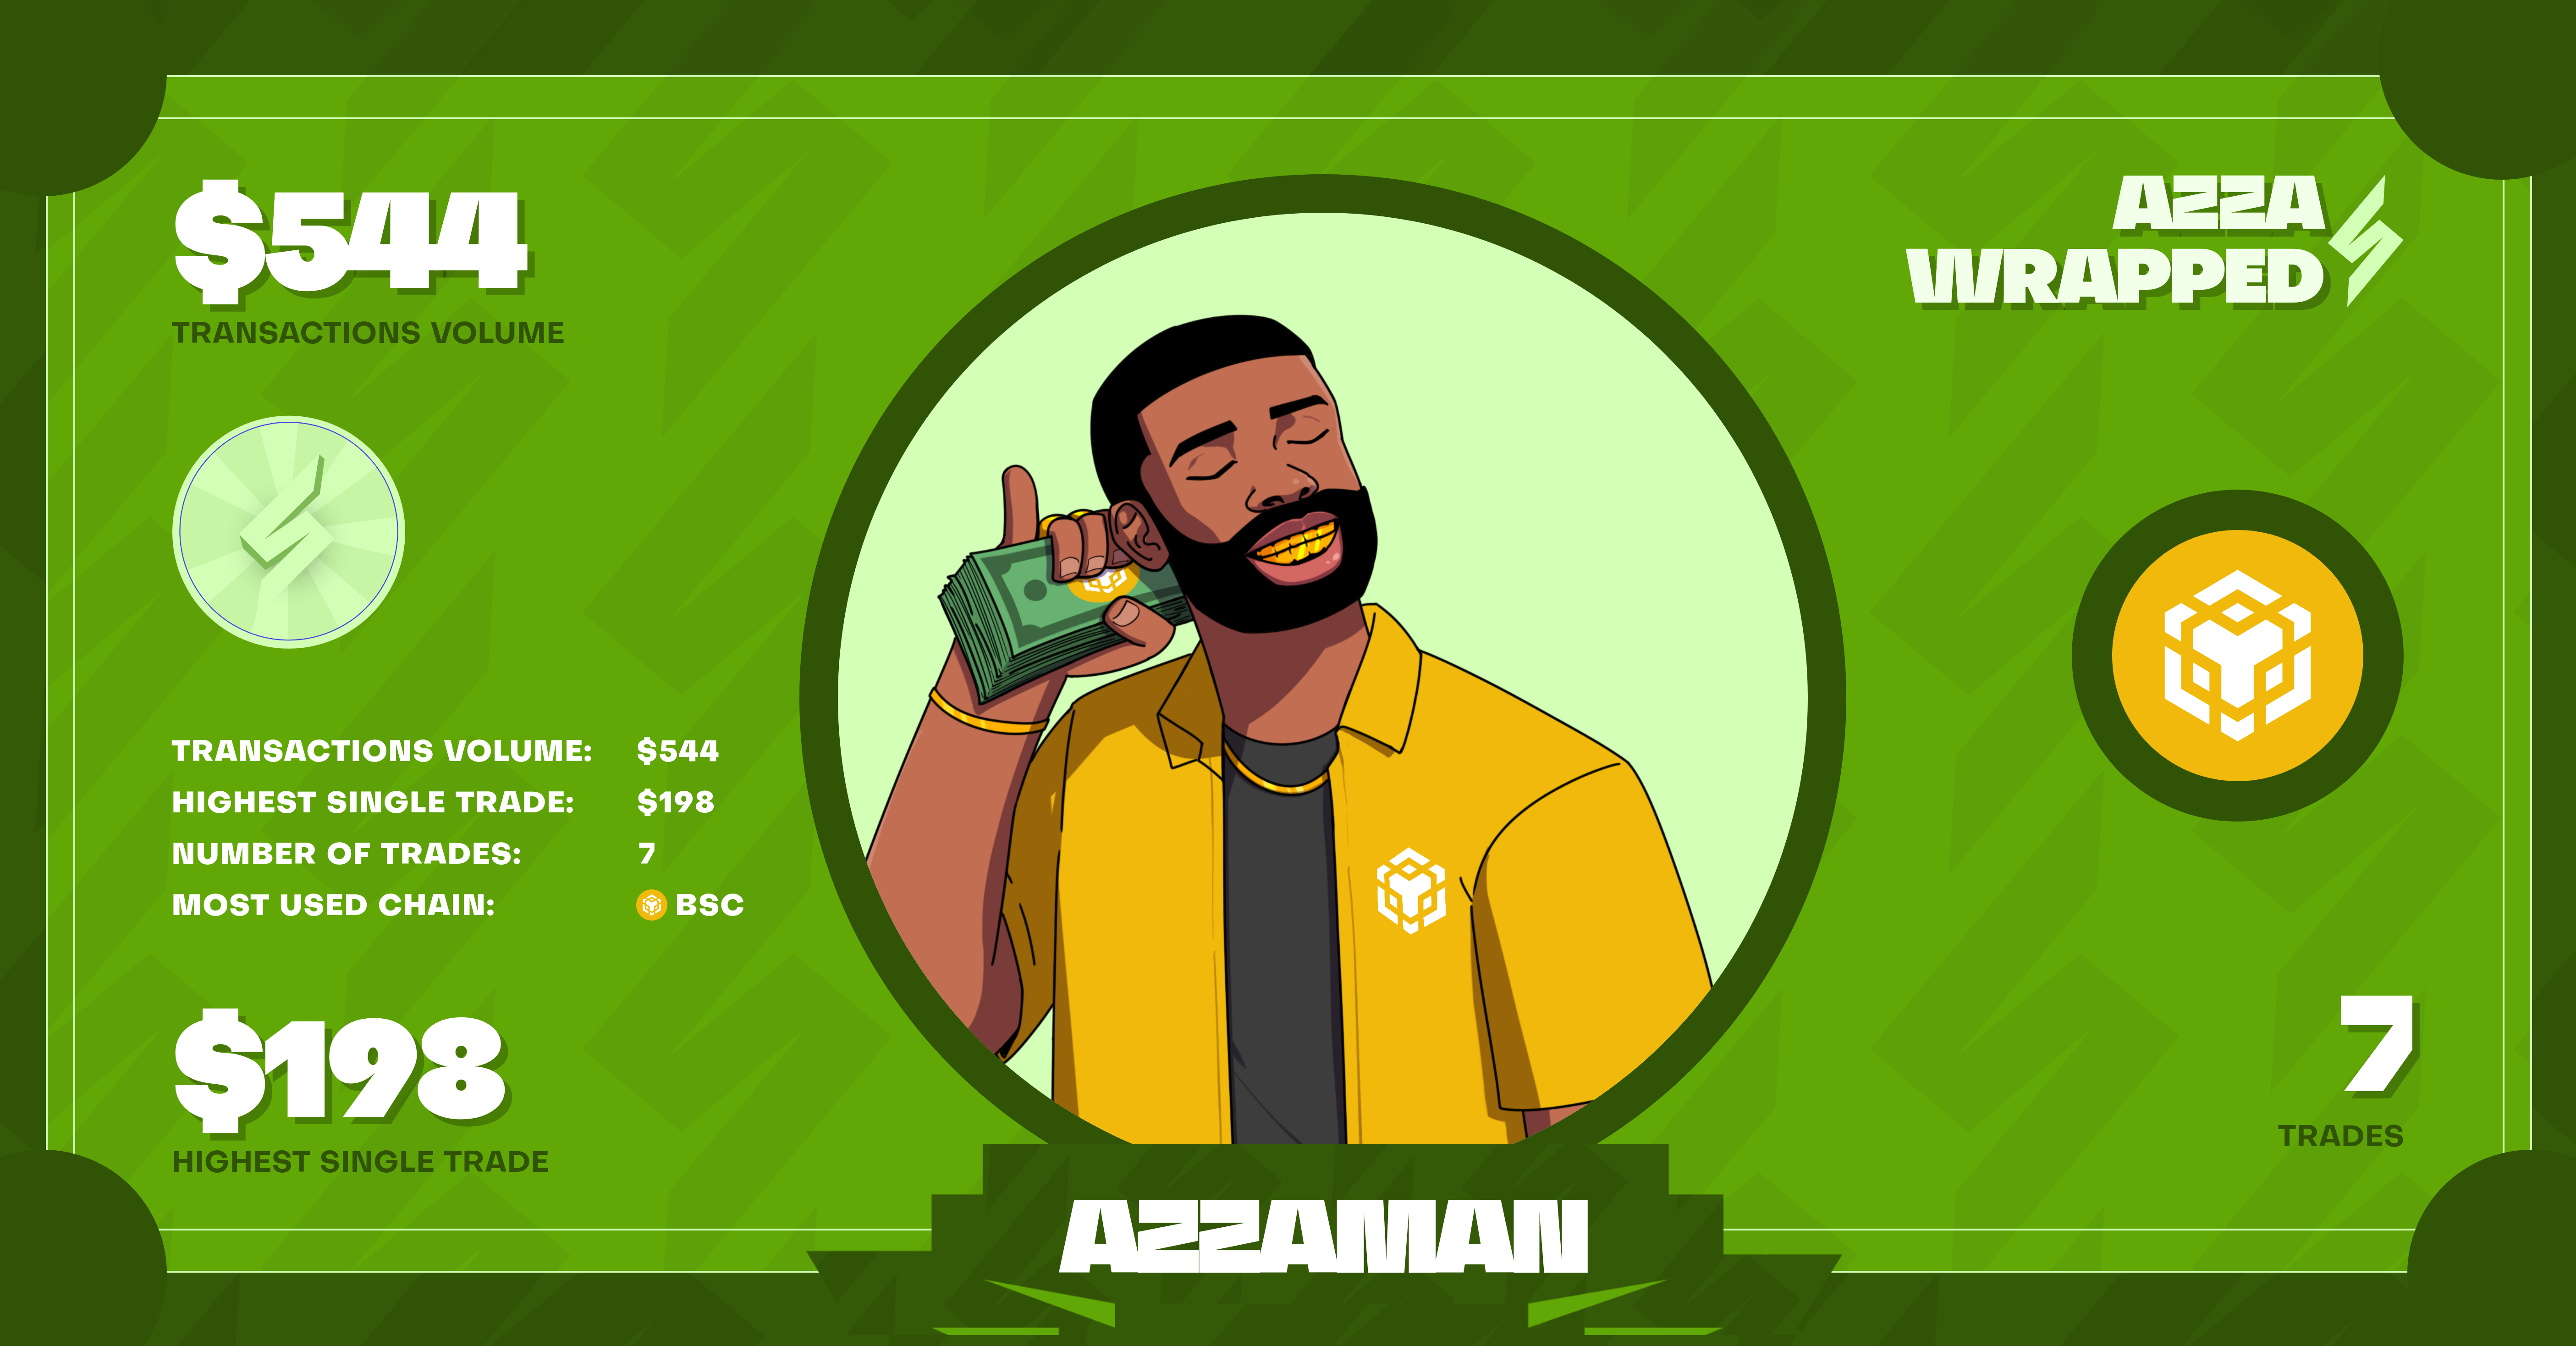 $544
TRANSACTIONS VOLUME
AZZA
WRAPPED
TRANSACTIONS VOLUME: $544
HIGHEST SINGLE TRADE: $198
NUMBER OF TRADES: 7
MOST USED CHAIN: BSC
$198
HIGHEST SINGLE TRADE
7
TRADES
AZZAMAN